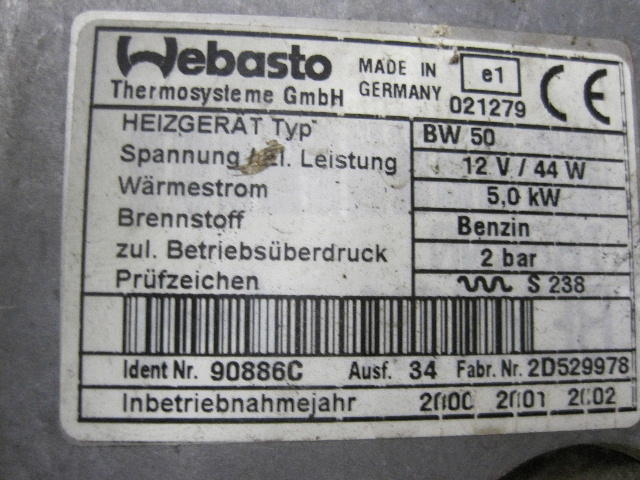 Webasto
Thermosysteme GmbH
MADE IN
GERMANY
e1
021279
CE
HEIZGERÄT Typ BW 50
Spannung / el. Leistung 12 V / 44 W
Wärmestrom 5,0 kW
Brennstoff Benzin
zul. Betriebsüberdruck 2 bar
Prüfzeichen S 238
Ident Nr. 90886C Ausf. 34 Fabr. Nr. 2D529978
Inbetriebnahmejahr 2000 2001 2002